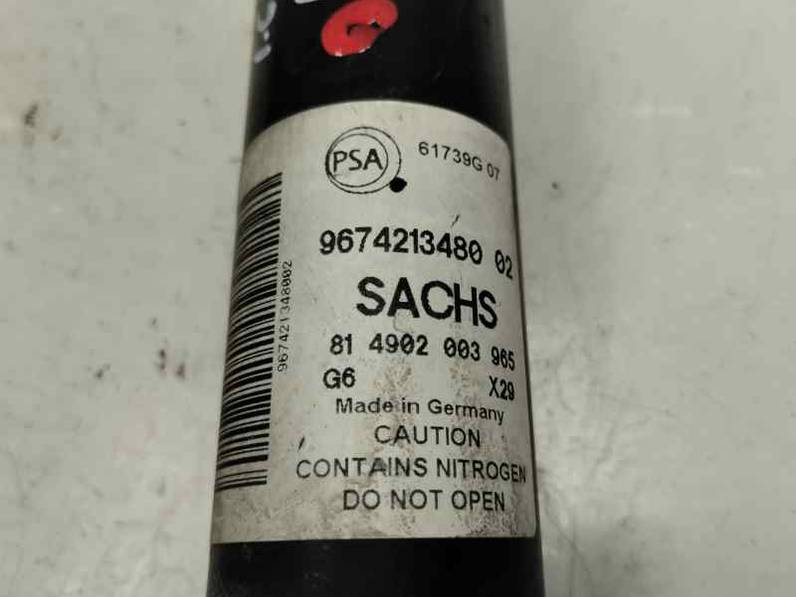 PSA 61739G 07
9674213480 02
SACHS
81 4902 003 965
G6 X29
Made in Germany
CAUTION
CONTAINS NITROGEN
DO NOT OPEN
967421348002